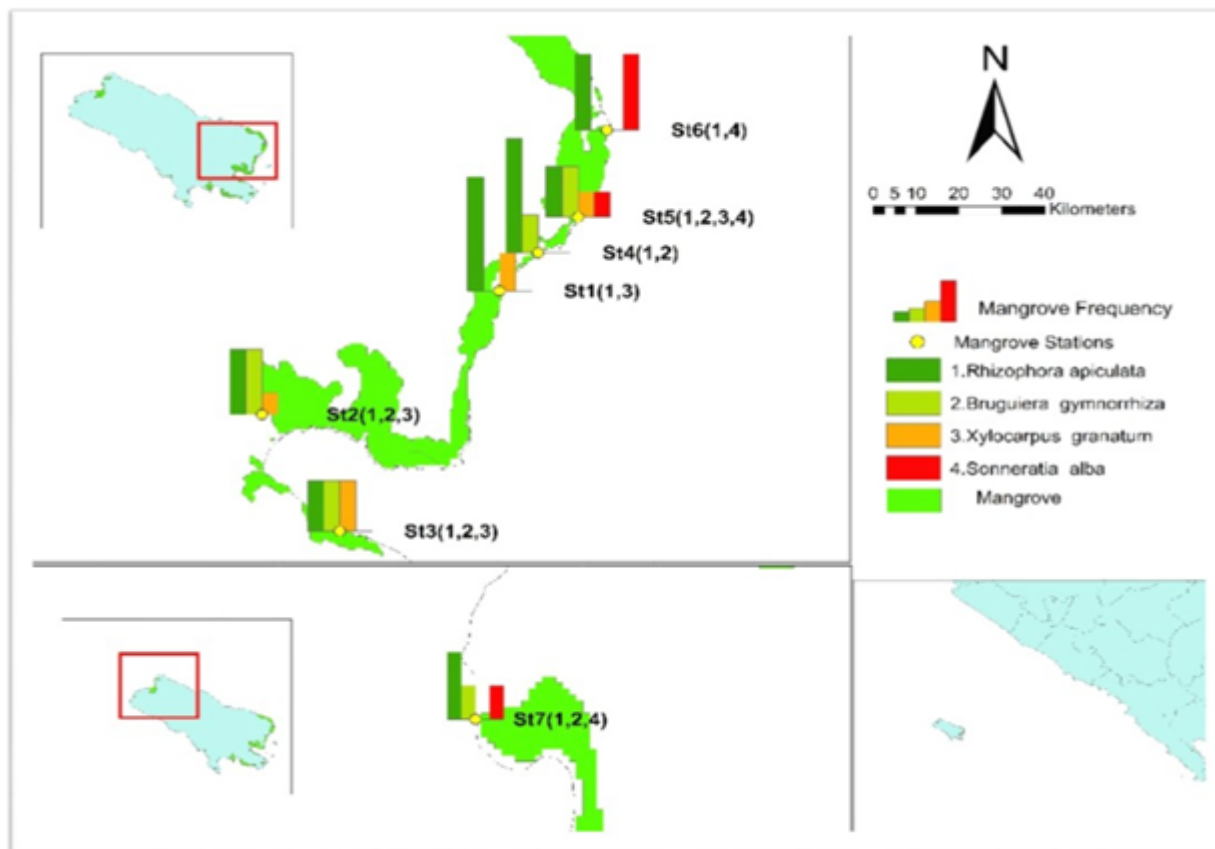 St6(1,4)
St5(1,2,3,4)
St4(1,2)
St1(1,3)
St2(1,2,3)
St3(1,2,3)
St7(1,2,4)
N
0 5 10 20 30 40
Kilometers
Mangrove Frequency
Mangrove Stations
1.Rhizophora apiculata
2.Bruguiera gymnorrhiza
3.Xylocarpus granatum
4.Sonneratia alba
Mangrove